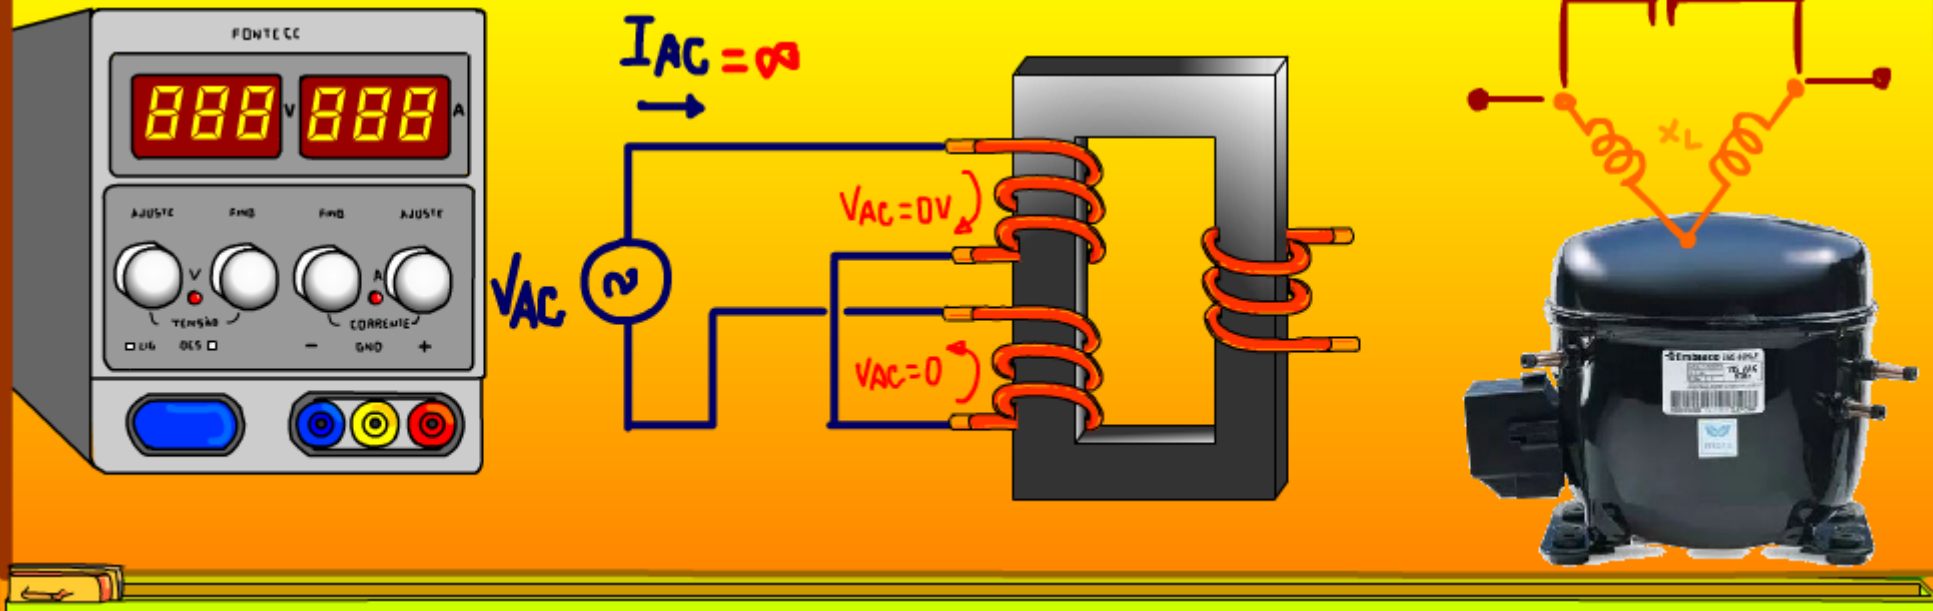 FONTE CC
888 V 888 A
AJUSTE FINO FINO AJUSTE
V A
TENSÃO CORRENTE
LIG DES - GND +
IAC = ∞
VAC
~
VAC=0V
VAC=0
XL
Embraco